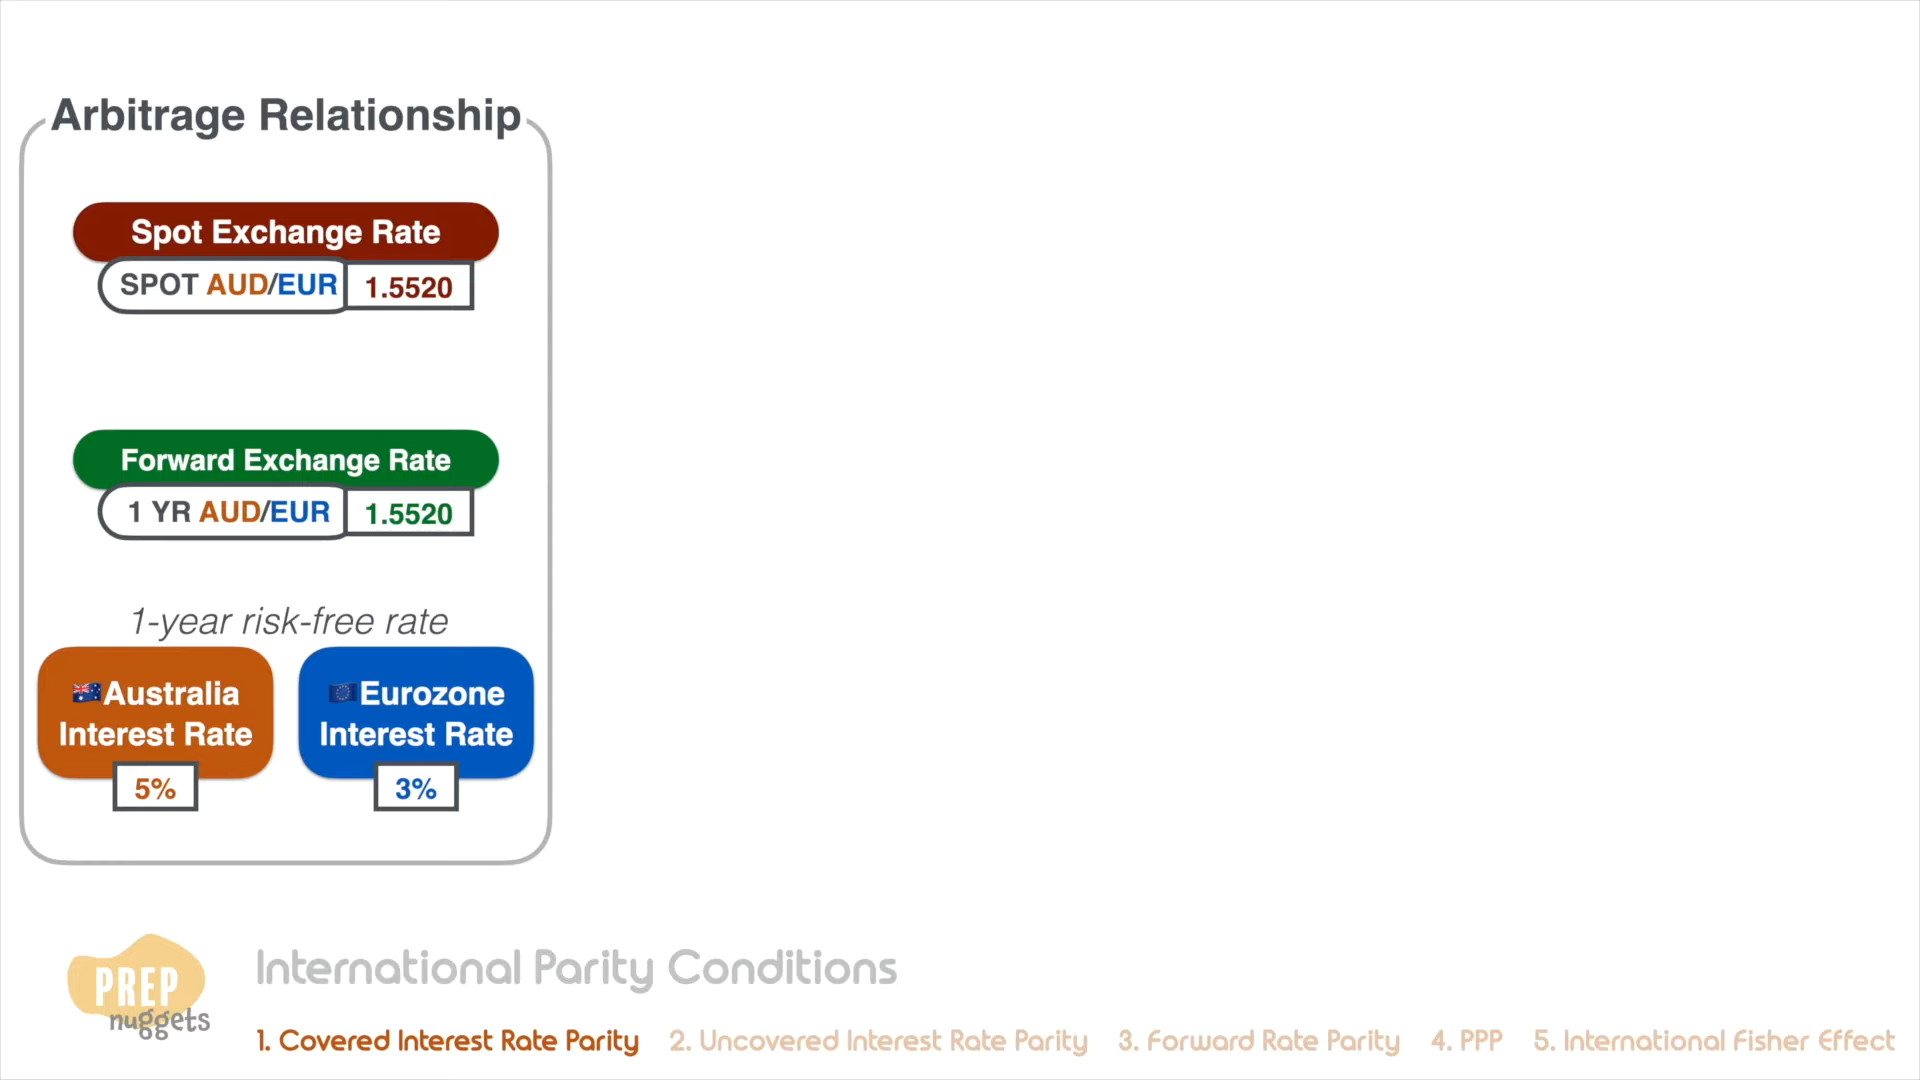 Arbitrage Relationship
Spot Exchange Rate
SPOT AUD/EUR 1.5520
Forward Exchange Rate
1 YR AUD/EUR 1.5520
1-year risk-free rate
Australia
Interest Rate
5%
Eurozone
Interest Rate
3%
PREP
nuggets
International Parity Conditions
1. Covered Interest Rate Parity 2. Uncovered Interest Rate Parity 3. Forward Rate Parity 4. PPP 5. International Fisher Effect